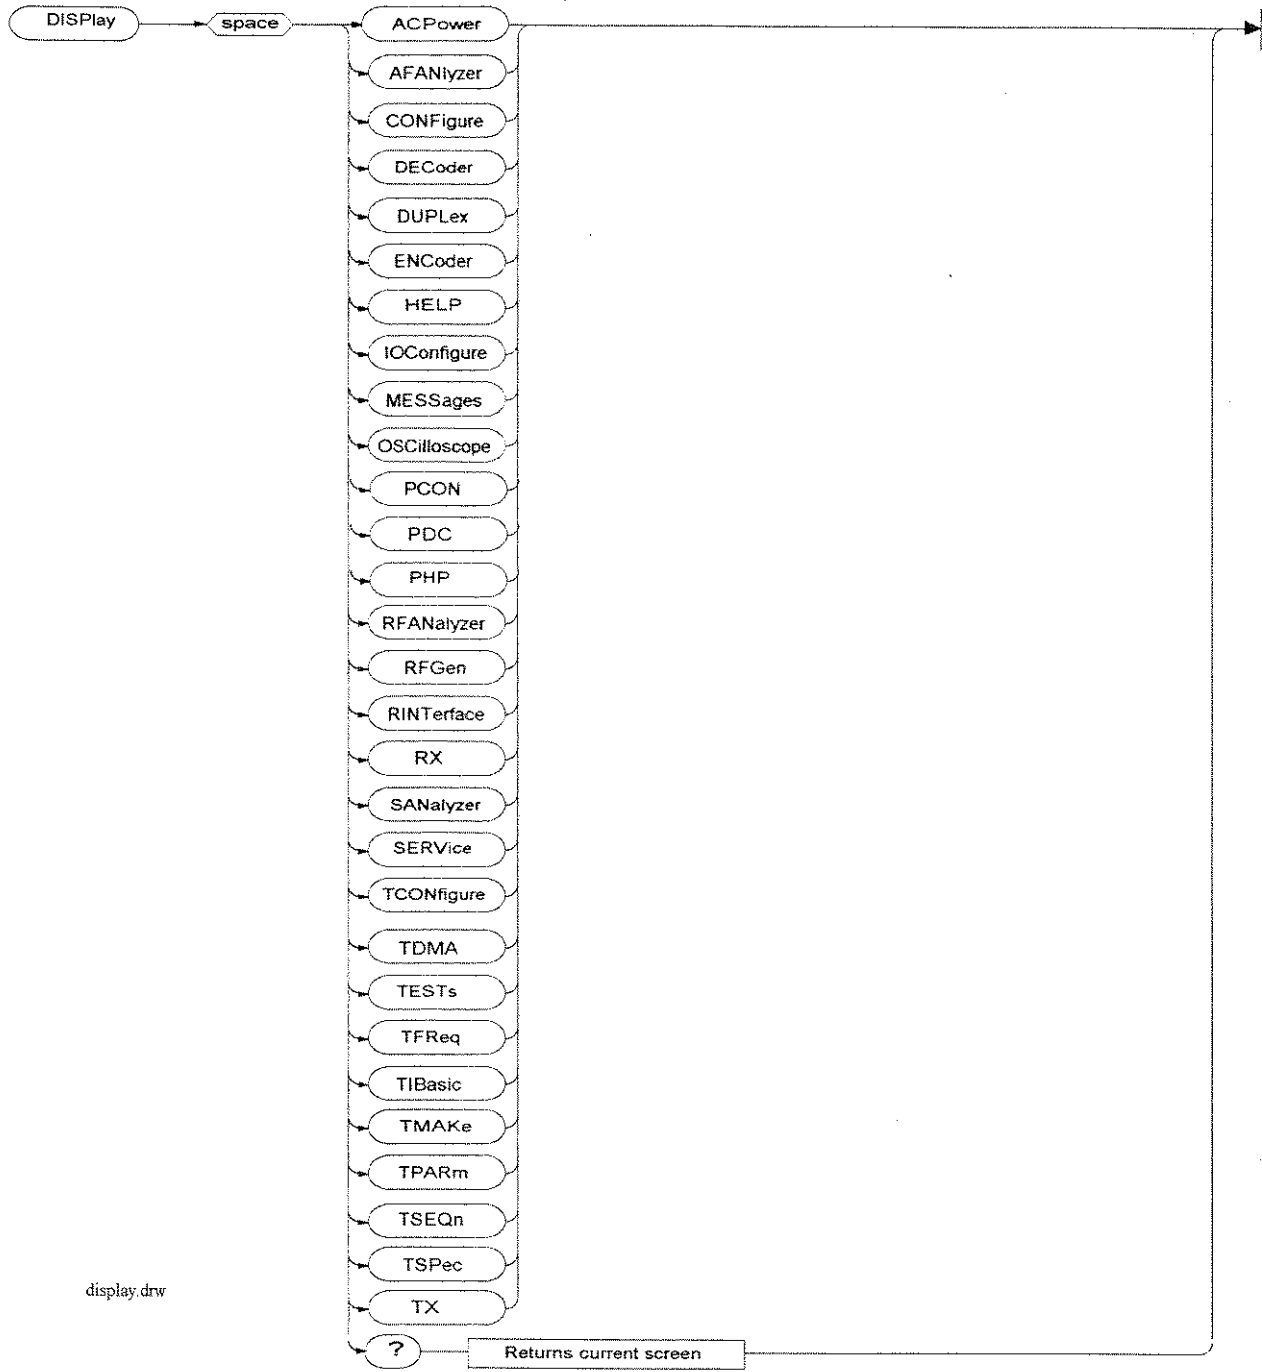 DISPlay space ACPower
AFANlyzer
CONFigure
DECoder
DUPLex
ENCoder
HELP
IOConfigure
MESSages
OSCilloscope
PCON
PDC
PHP
RFANalyzer
RFGen
RINTerface
RX
SANalyzer
SERVice
TCONfigure
TDMA
TESTs
TFReq
TIBasic
TMAKe
TPARm
TSEQn
TSPec
TX
? Returns current screen
display.drw